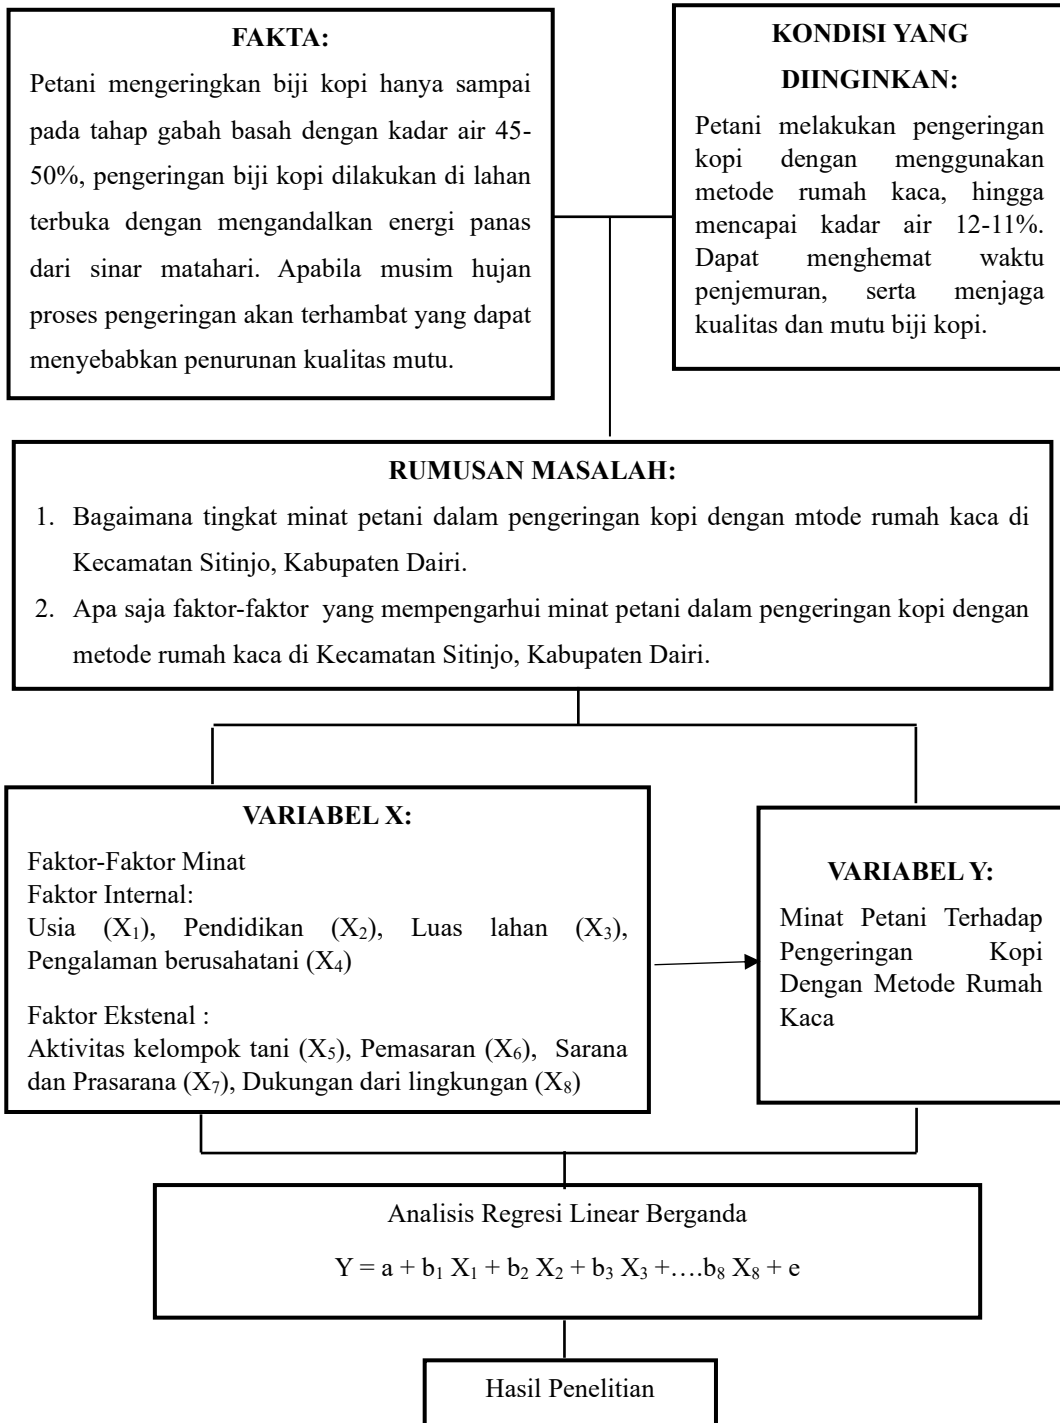 FAKTA:
Petani mengeringkan biji kopi hanya sampai
pada tahap gabah basah dengan kadar air 45-
50%, pengeringan biji kopi dilakukan di lahan
terbuka dengan mengandalkan energi panas
dari sinar matahari. Apabila musim hujan
proses pengeringan akan terhambat yang dapat
menyebabkan penurunan kualitas mutu.
KONDISI YANG
DIINGINKAN:
Petani melakukan pengeringan
kopi dengan menggunakan
metode rumah kaca, hingga
mencapai kadar air 12-11%.
Dapat menghemat waktu
penjemuran, serta menjaga
kualitas dan mutu biji kopi.
RUMUSAN MASALAH:
1. Bagaimana tingkat minat petani dalam pengeringan kopi dengan mtode rumah kaca di
Kecamatan Sitinjo, Kabupaten Dairi.
2. Apa saja faktor-faktor yang mempengarhui minat petani dalam pengeringan kopi dengan
metode rumah kaca di Kecamatan Sitinjo, Kabupaten Dairi.
VARIABEL X:
Faktor-Faktor Minat
Faktor Internal:
Usia (X₁), Pendidikan (X₂), Luas lahan (X₃),
Pengalaman berusahatani (X₄)
Faktor Ekstenal :
Aktivitas kelompok tani (X₅), Pemasaran (X₆), Sarana
dan Prasarana (X₇), Dukungan dari lingkungan (X₈)
VARIABEL Y:
Minat Petani Terhadap
Pengeringan Kopi
Dengan Metode Rumah
Kaca
Analisis Regresi Linear Berganda
Y = a + b₁ X₁ + b₂ X₂ + b₃ X₃ +….b₈ X₈ + e
Hasil Penelitian